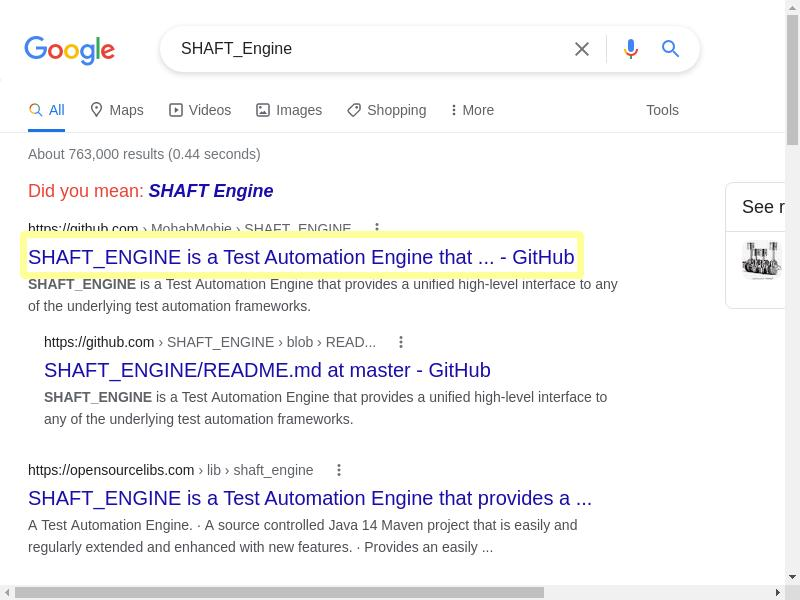 Google
SHAFT_Engine
All Maps Videos Images Shopping More Tools
About 763,000 results (0.44 seconds)
Did you mean: SHAFT Engine
https://github.com › MohabMohie › SHAFT_ENGINE
SHAFT_ENGINE is a Test Automation Engine that ... - GitHub
SHAFT_ENGINE is a Test Automation Engine that provides a unified high-level interface to any
of the underlying test automation frameworks.
https://github.com › SHAFT_ENGINE › blob › READ...
SHAFT_ENGINE/README.md at master - GitHub
SHAFT_ENGINE is a Test Automation Engine that provides a unified high-level interface to
any of the underlying test automation frameworks.
https://opensourcelibs.com › lib › shaft_engine
SHAFT_ENGINE is a Test Automation Engine that provides a ...
A Test Automation Engine. · A source controlled Java 14 Maven project that is easily and
regularly extended and enhanced with new features. · Provides an easily ...
See r